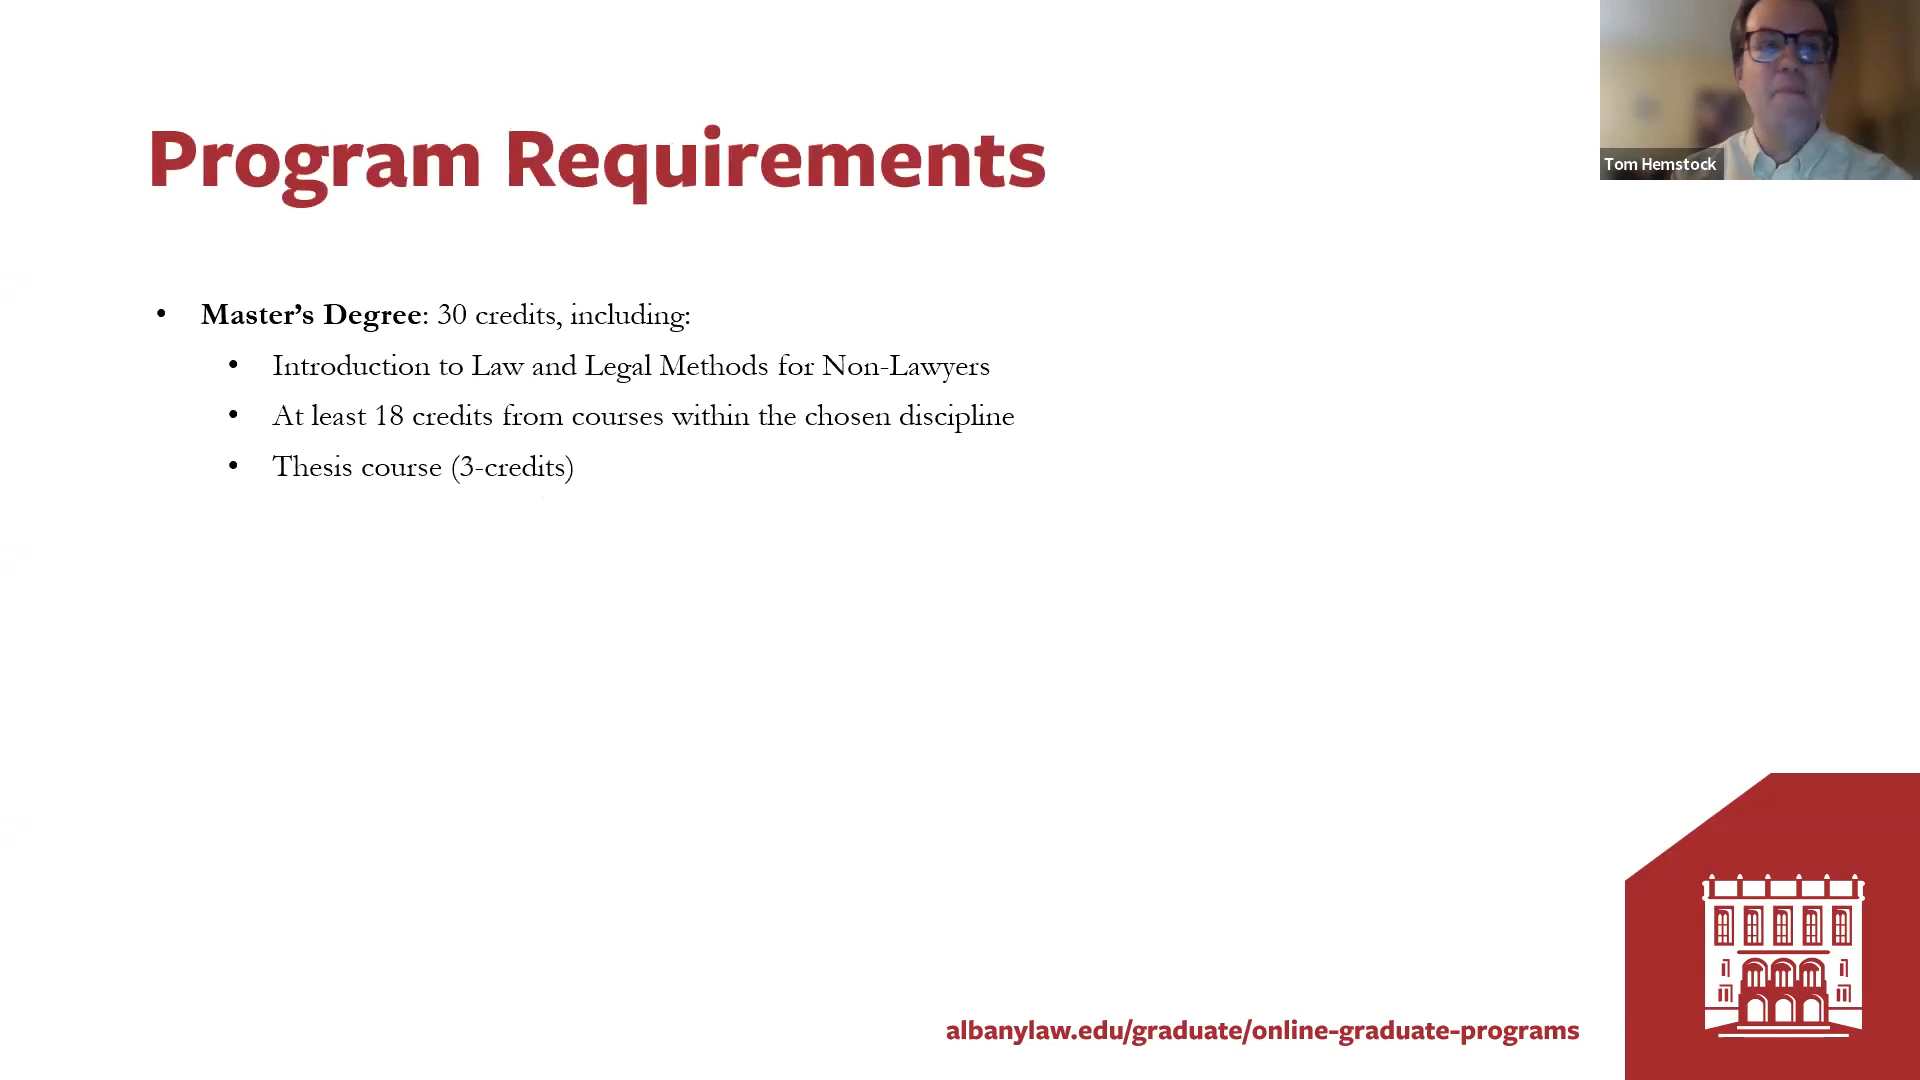 Program Requirements
Tom Hemstock
• Master’s Degree: 30 credits, including:
• Introduction to Law and Legal Methods for Non-Lawyers
• At least 18 credits from courses within the chosen discipline
• Thesis course (3-credits)
albanylaw.edu/graduate/online-graduate-programs